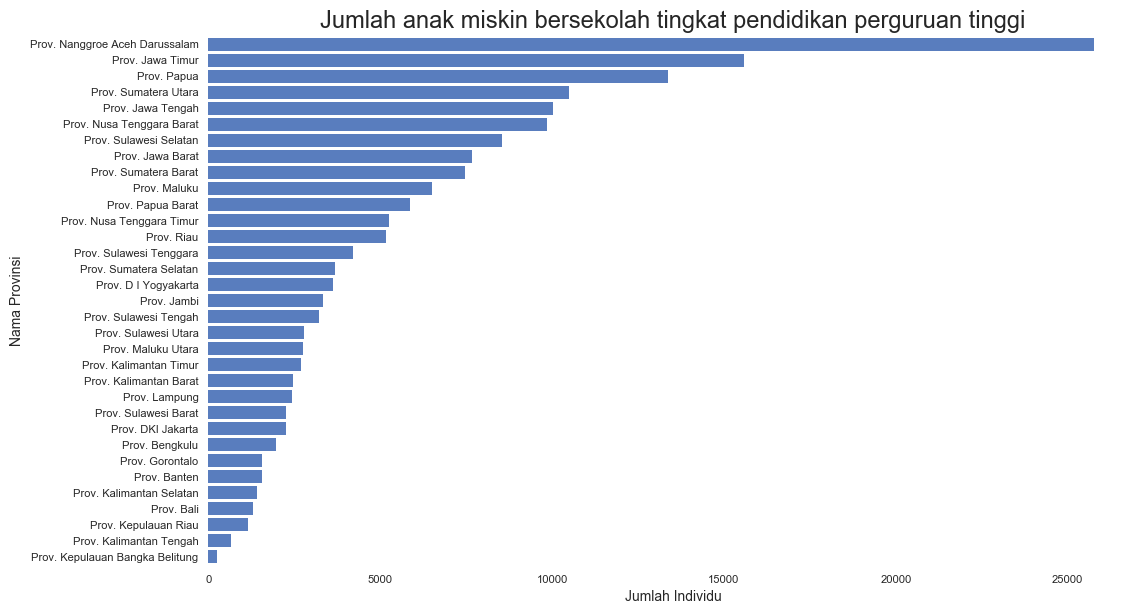 Jumlah anak miskin bersekolah tingkat pendidikan perguruan tinggi
Nama Provinsi
Prov. Nanggroe Aceh Darussalam
Prov. Jawa Timur
Prov. Papua
Prov. Sumatera Utara
Prov. Jawa Tengah
Prov. Nusa Tenggara Barat
Prov. Sulawesi Selatan
Prov. Jawa Barat
Prov. Sumatera Barat
Prov. Maluku
Prov. Papua Barat
Prov. Nusa Tenggara Timur
Prov. Riau
Prov. Sulawesi Tenggara
Prov. Sumatera Selatan
Prov. D I Yogyakarta
Prov. Jambi
Prov. Sulawesi Tengah
Prov. Sulawesi Utara
Prov. Maluku Utara
Prov. Kalimantan Timur
Prov. Kalimantan Barat
Prov. Lampung
Prov. Sulawesi Barat
Prov. DKI Jakarta
Prov. Bengkulu
Prov. Gorontalo
Prov. Banten
Prov. Kalimantan Selatan
Prov. Bali
Prov. Kepulauan Riau
Prov. Kalimantan Tengah
Prov. Kepulauan Bangka Belitung
0 5000 10000 15000 20000 25000
Jumlah Individu